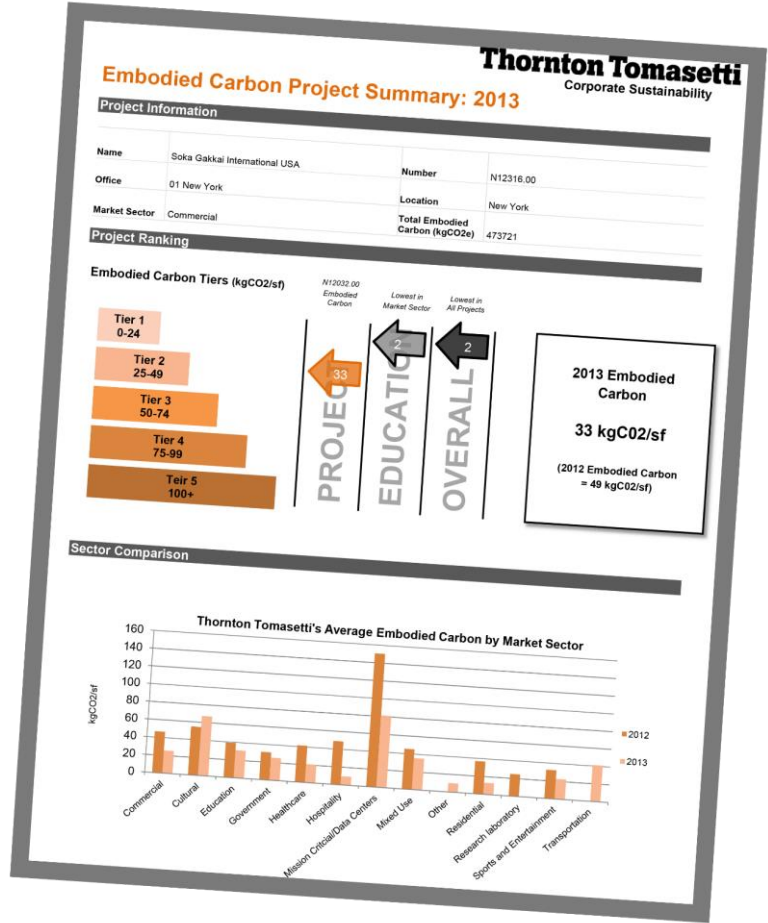 Thornton Tomasetti
Corporate Sustainability
Embodied Carbon Project Summary: 2013
Project Information
Name Soka Gakkai International USA Number N12316.00
Office 01 New York Location New York
Market Sector Commercial Total Embodied
Carbon (kgCO2e) 473721
Project Ranking
Embodied Carbon Tiers (kgCO2/sf)
N12032.00
Embodied
Carbon
Lowest in
Market Sector
Lowest in
All Projects
Tier 1
0-24
Tier 2
25-49
Tier 3
50-74
Tier 4
75-99
Teir 5
100+
33
PROJECT
2
EDUCATI
2
OVERALL
2013 Embodied
Carbon
33 kgC02/sf
(2012 Embodied Carbon
= 49 kgC02/sf)
Sector Comparison
Thornton Tomasetti's Average Embodied Carbon by Market Sector
kgCO2/sf
160
140
120
100
80
60
40
20
0
Commercial
Cultural
Education
Government
Healthcare
Hospitality
Mission Critcial/Data Centers
Mixed Use
Other
Residential
Research laboratory
Sports and Entertainment
Transportation
2012
2013